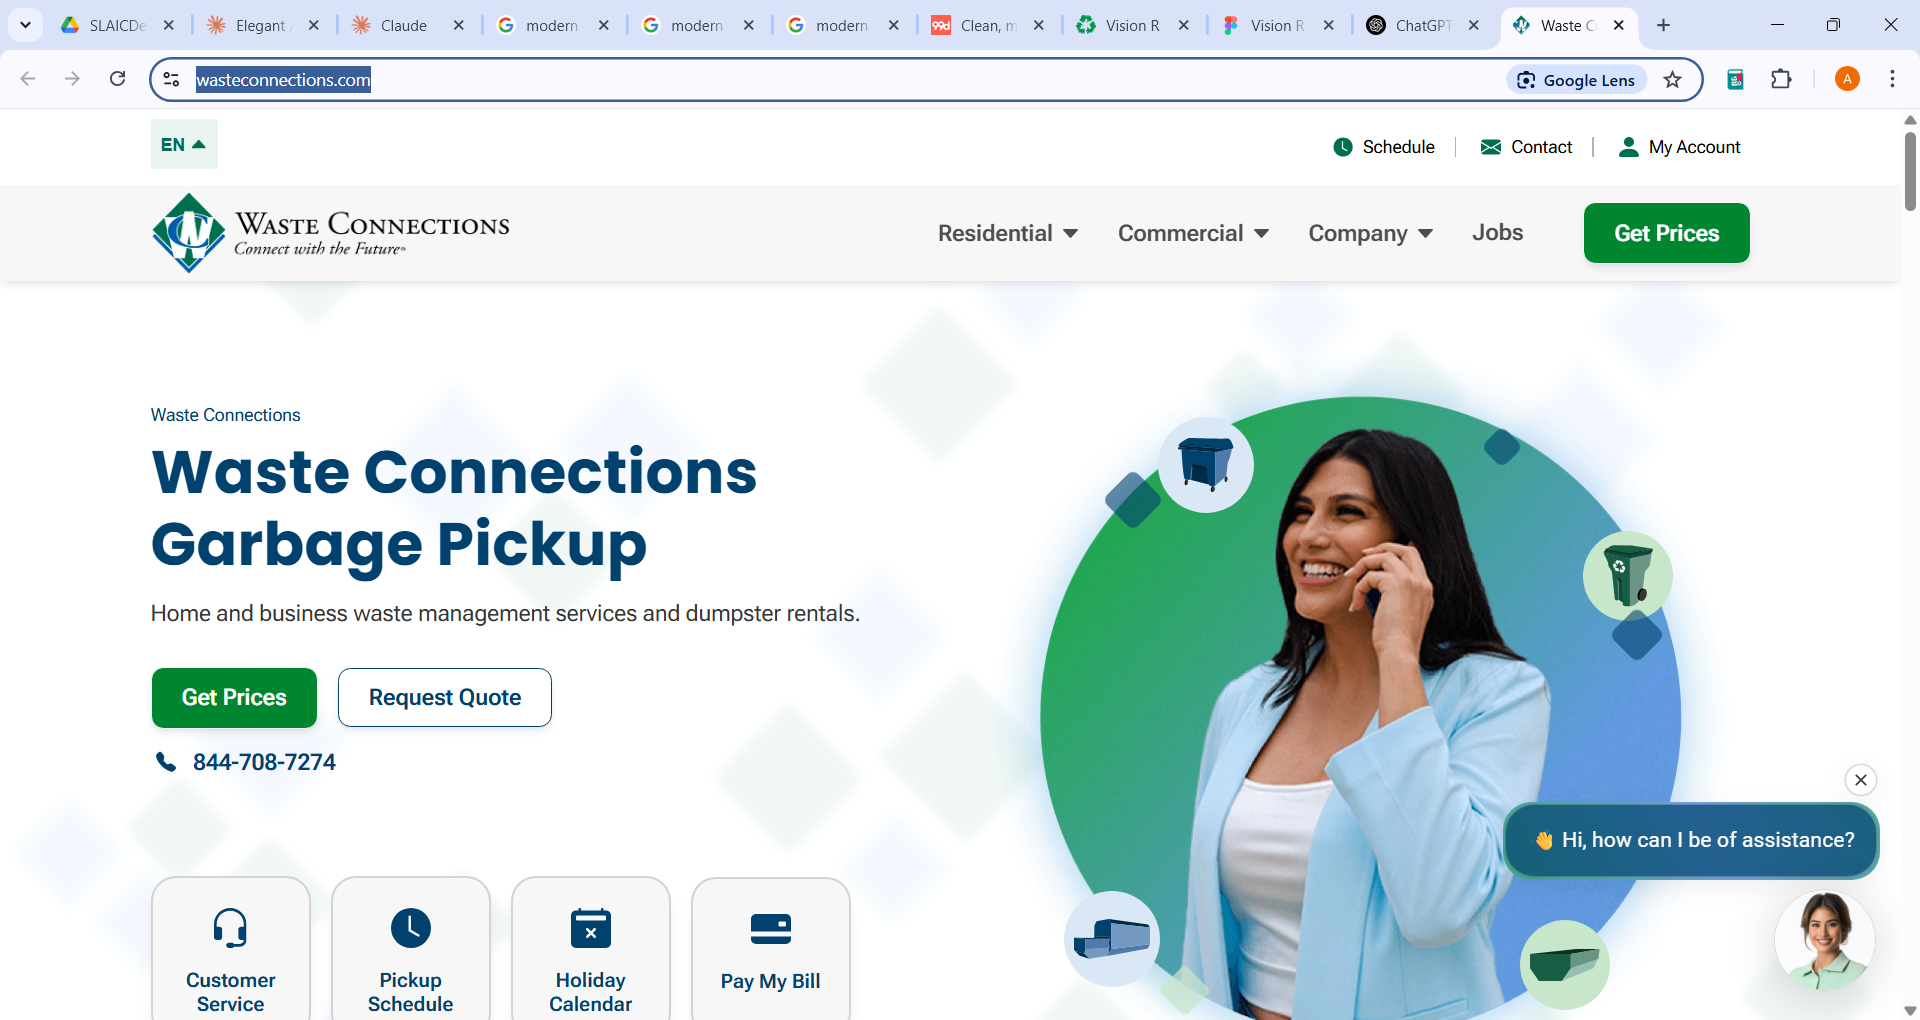 SLAICDe
Elegant
Claude
modern
modern
modern
99d
Clean, m
Vision R
Vision R
ChatGPT
Waste C
wasteconnections.com
Google Lens
A
EN
Schedule
Contact
My Account
WASTE CONNECTIONS
Connect with the Future®
Residential
Commercial
Company
Jobs
Get Prices
Waste Connections
Waste Connections
Garbage Pickup
Home and business waste management services and dumpster rentals.
Get Prices
Request Quote
844-708-7274
👋 Hi, how can I be of assistance?
Customer
Service
Pickup
Schedule
Holiday
Calendar
Pay My Bill